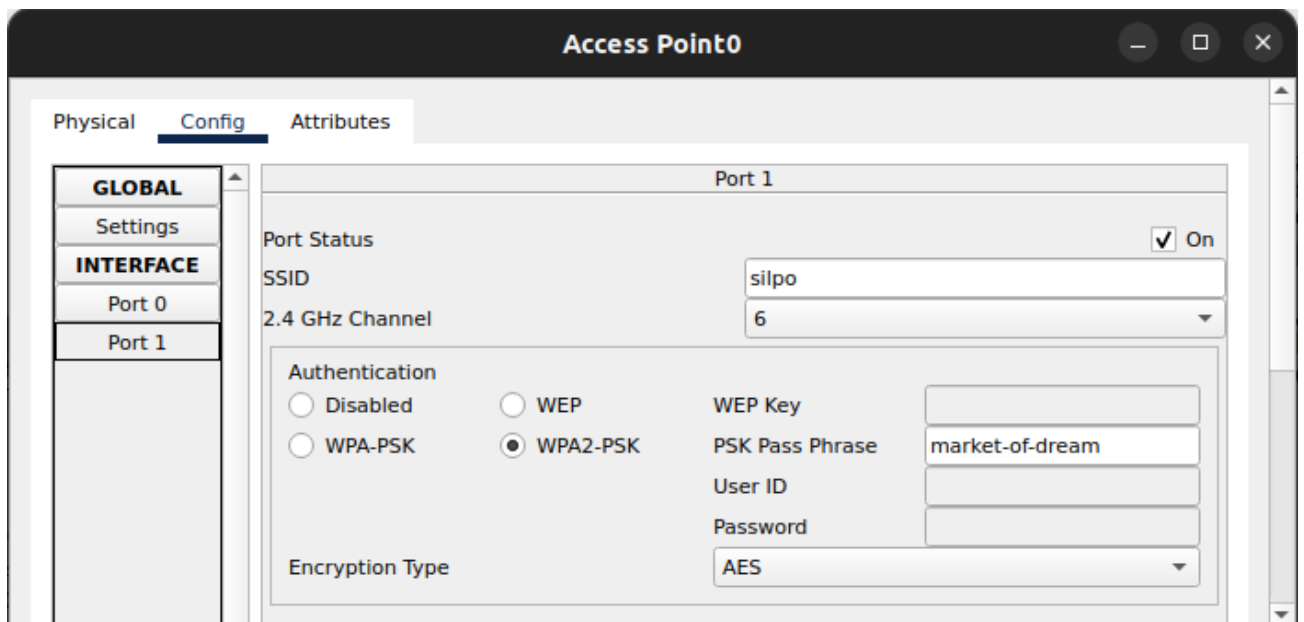 Access Point0
Physical Config Attributes
GLOBAL
Settings
INTERFACE
Port 0
Port 1
Port 1
Port Status On
SSID silpo
2.4 GHz Channel 6
Authentication
Disabled WEP WEP Key
WPA-PSK WPA2-PSK PSK Pass Phrase market-of-dream
User ID
Password
Encryption Type AES